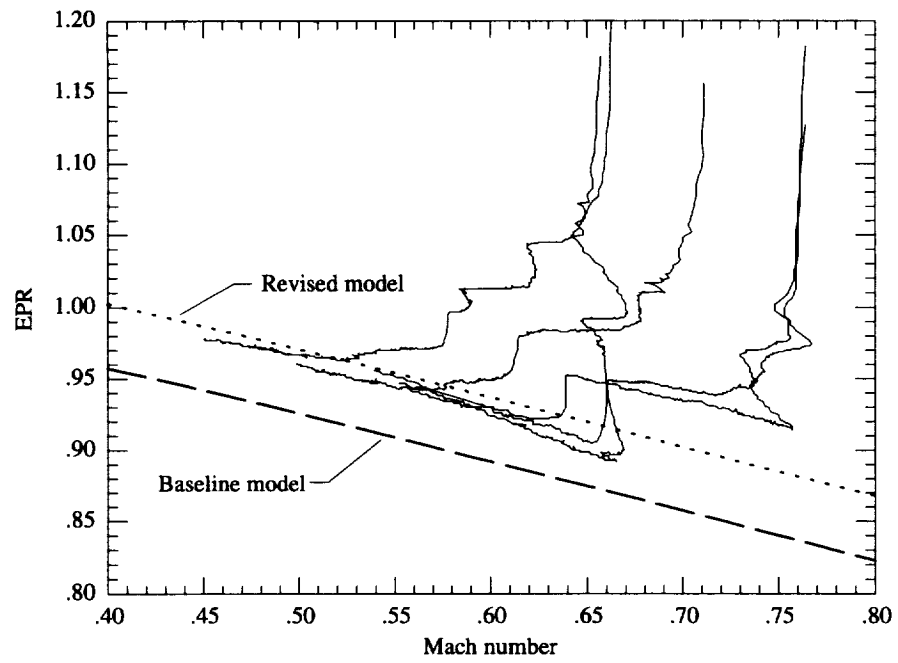 1.20
1.15
1.10
1.05
1.00
.95
.90
.85
.80
EPR
Revised model
Baseline model
.40 .45 .50 .55 .60 .65 .70 .75 .80
Mach number